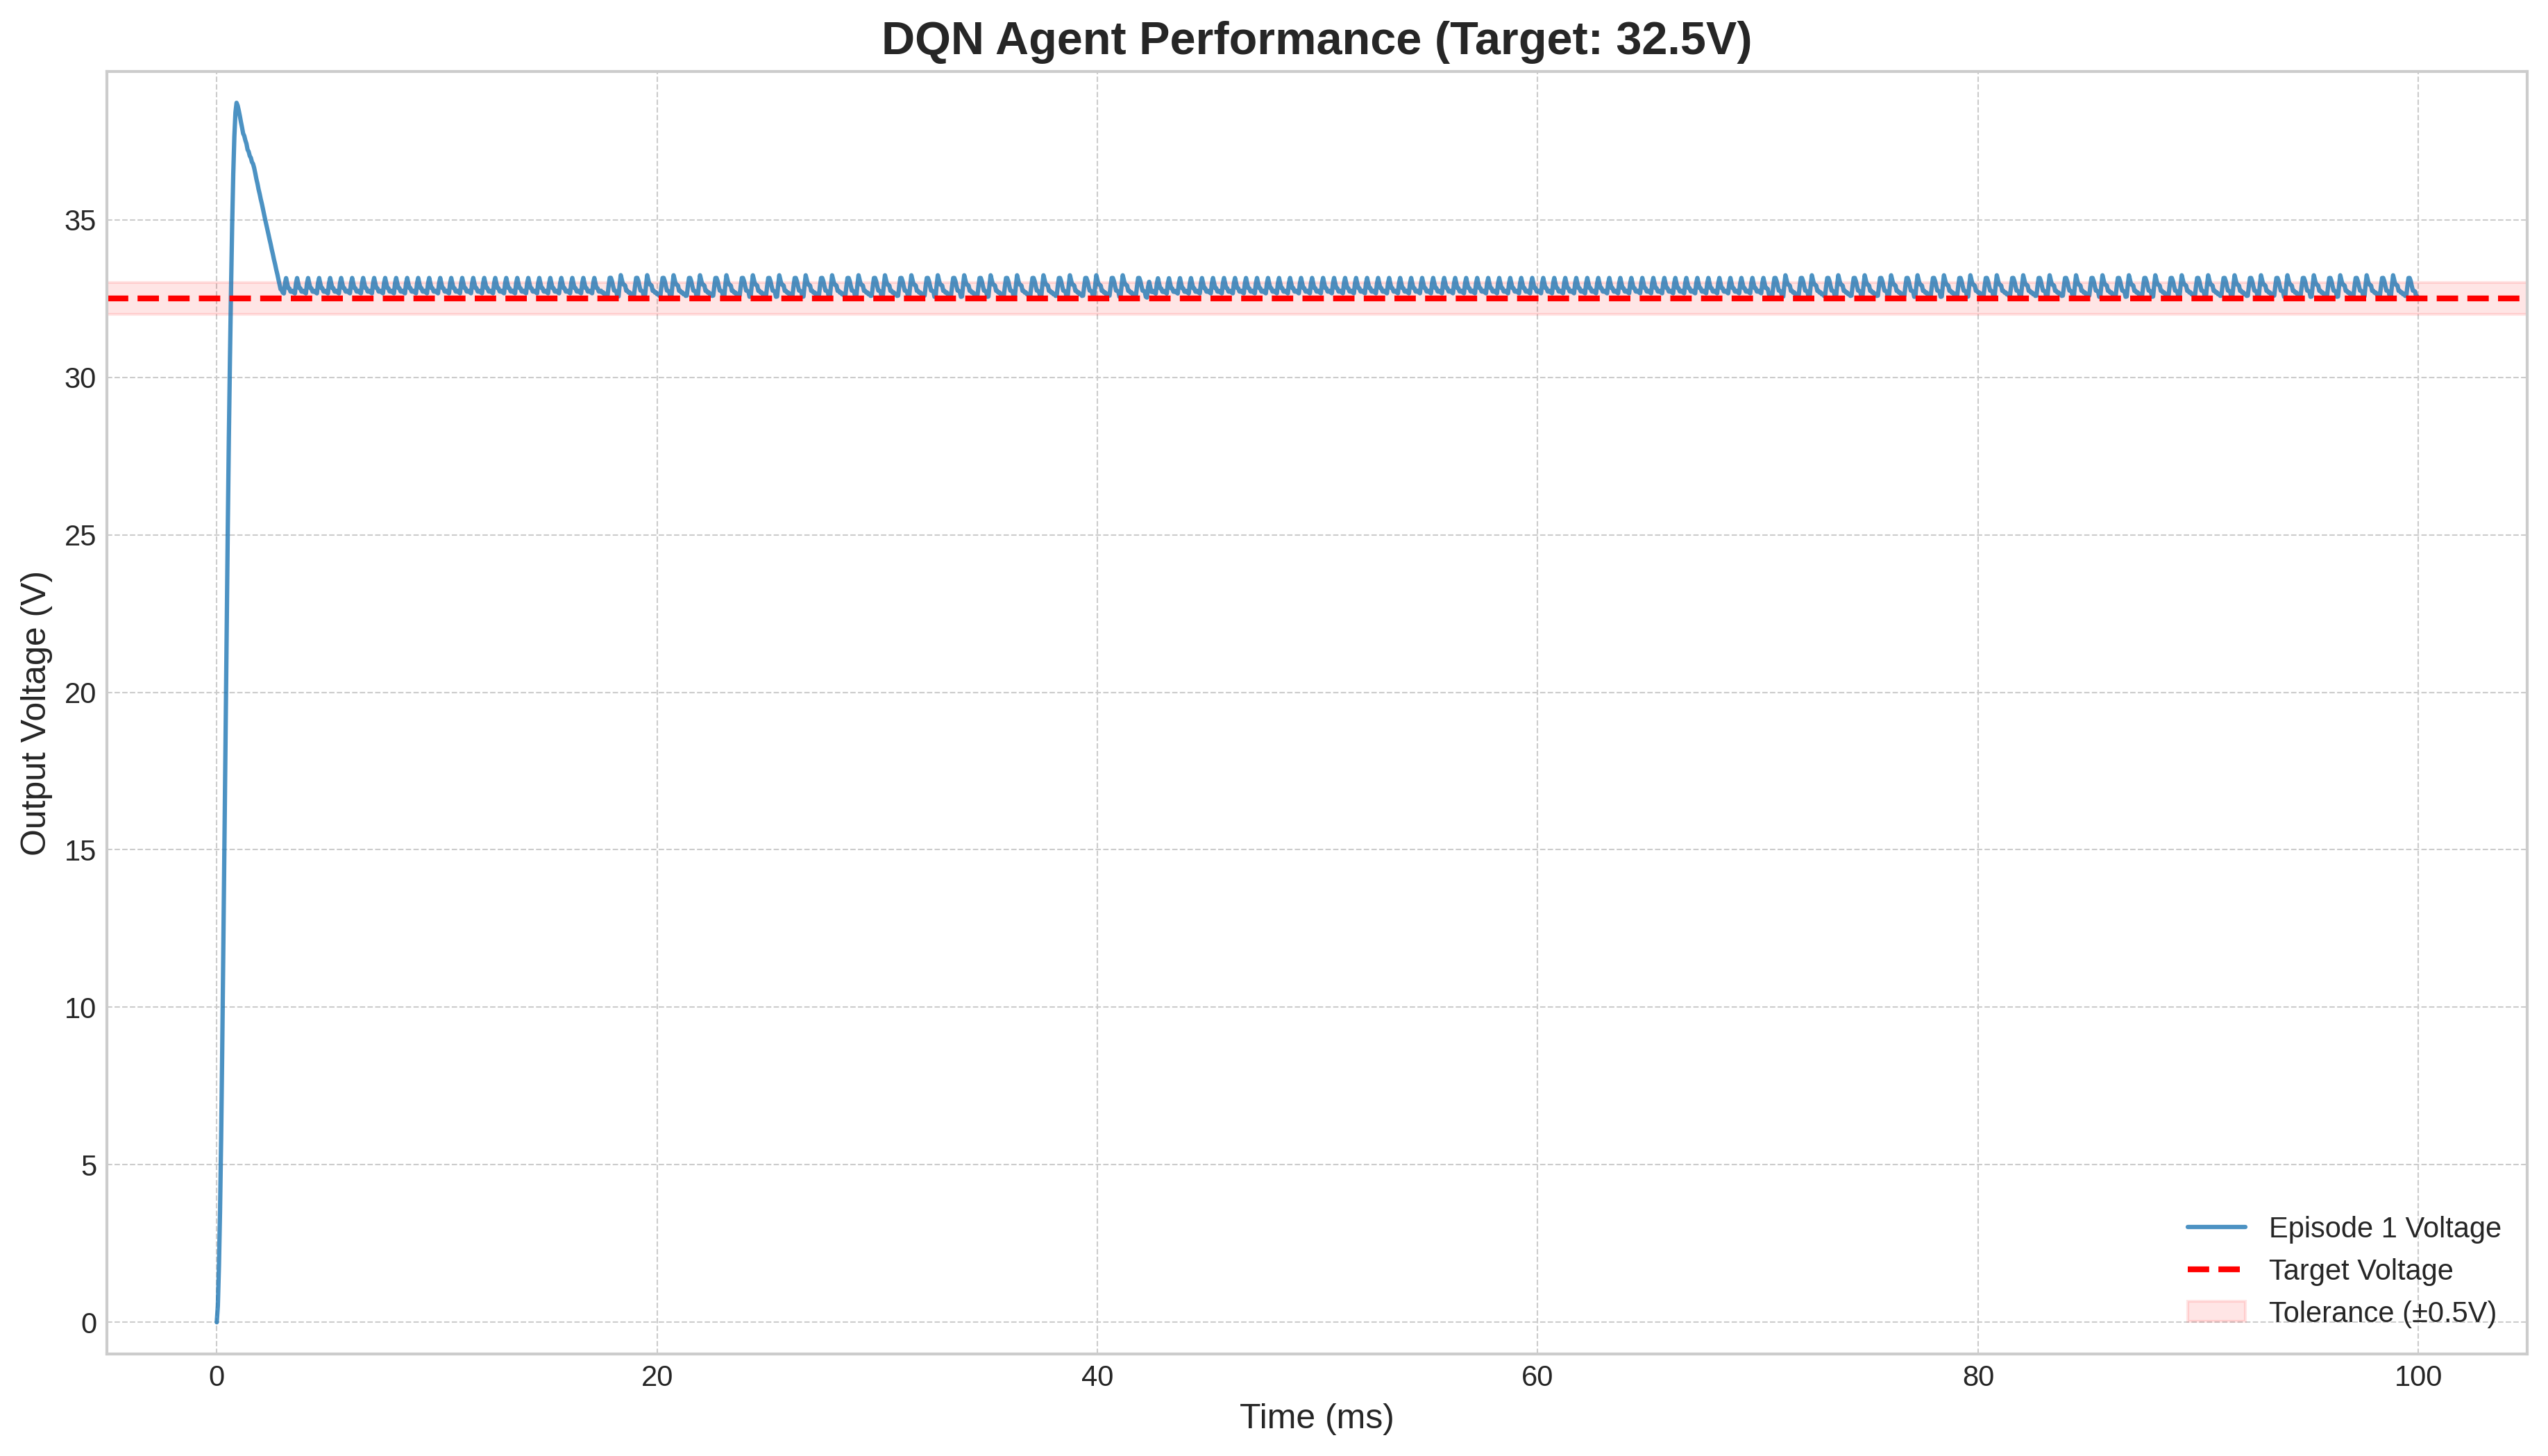 DQN Agent Performance (Target: 32.5V)
Output Voltage (V)
35
30
25
20
15
10
5
0
0 20 40 60 80 100
Time (ms)
Episode 1 Voltage
Target Voltage
Tolerance (±0.5V)